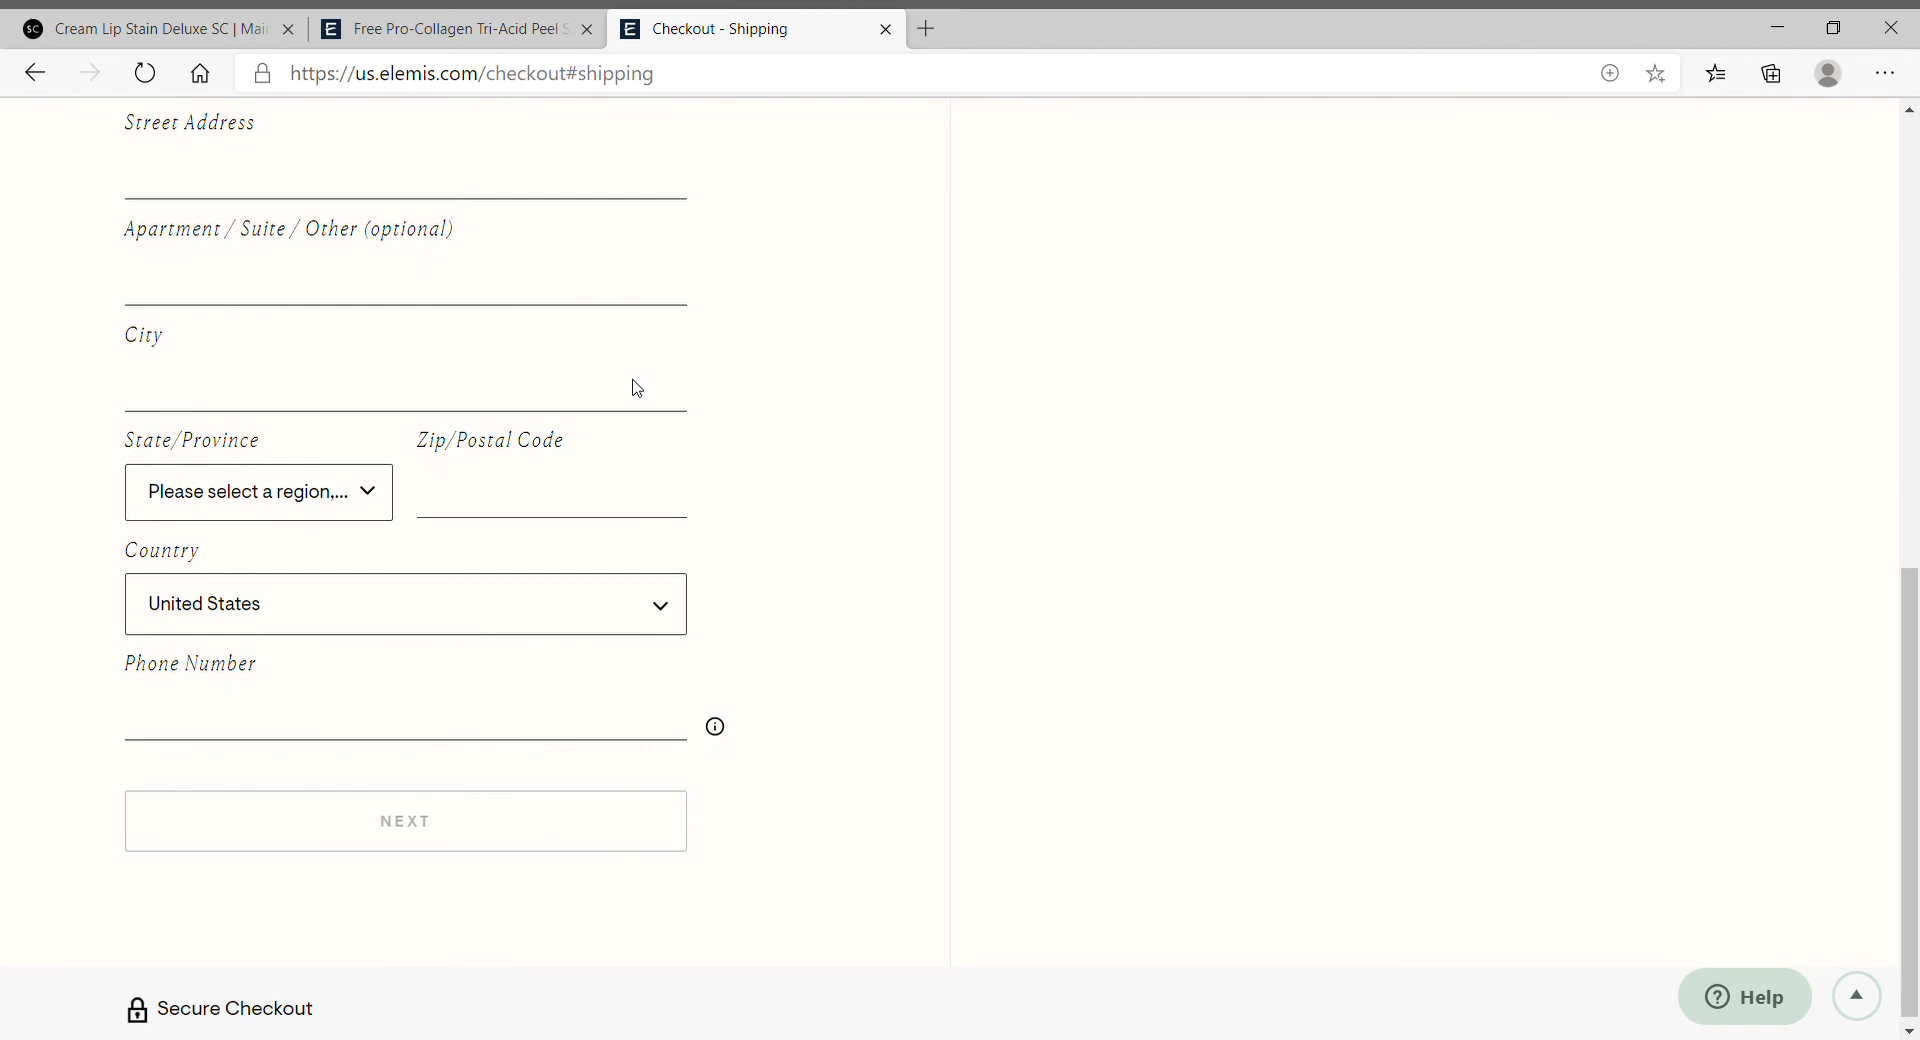 SC Cream Lip Stain Deluxe SC | Mai
E Free Pro-Collagen Tri-Acid Peel S
E Checkout - Shipping
https://us.elemis.com/checkout#shipping
Street Address
Apartment / Suite / Other (optional)
City
State/Province Zip/Postal Code
Please select a region,...
Country
United States
Phone Number
NEXT
Secure Checkout
? Help